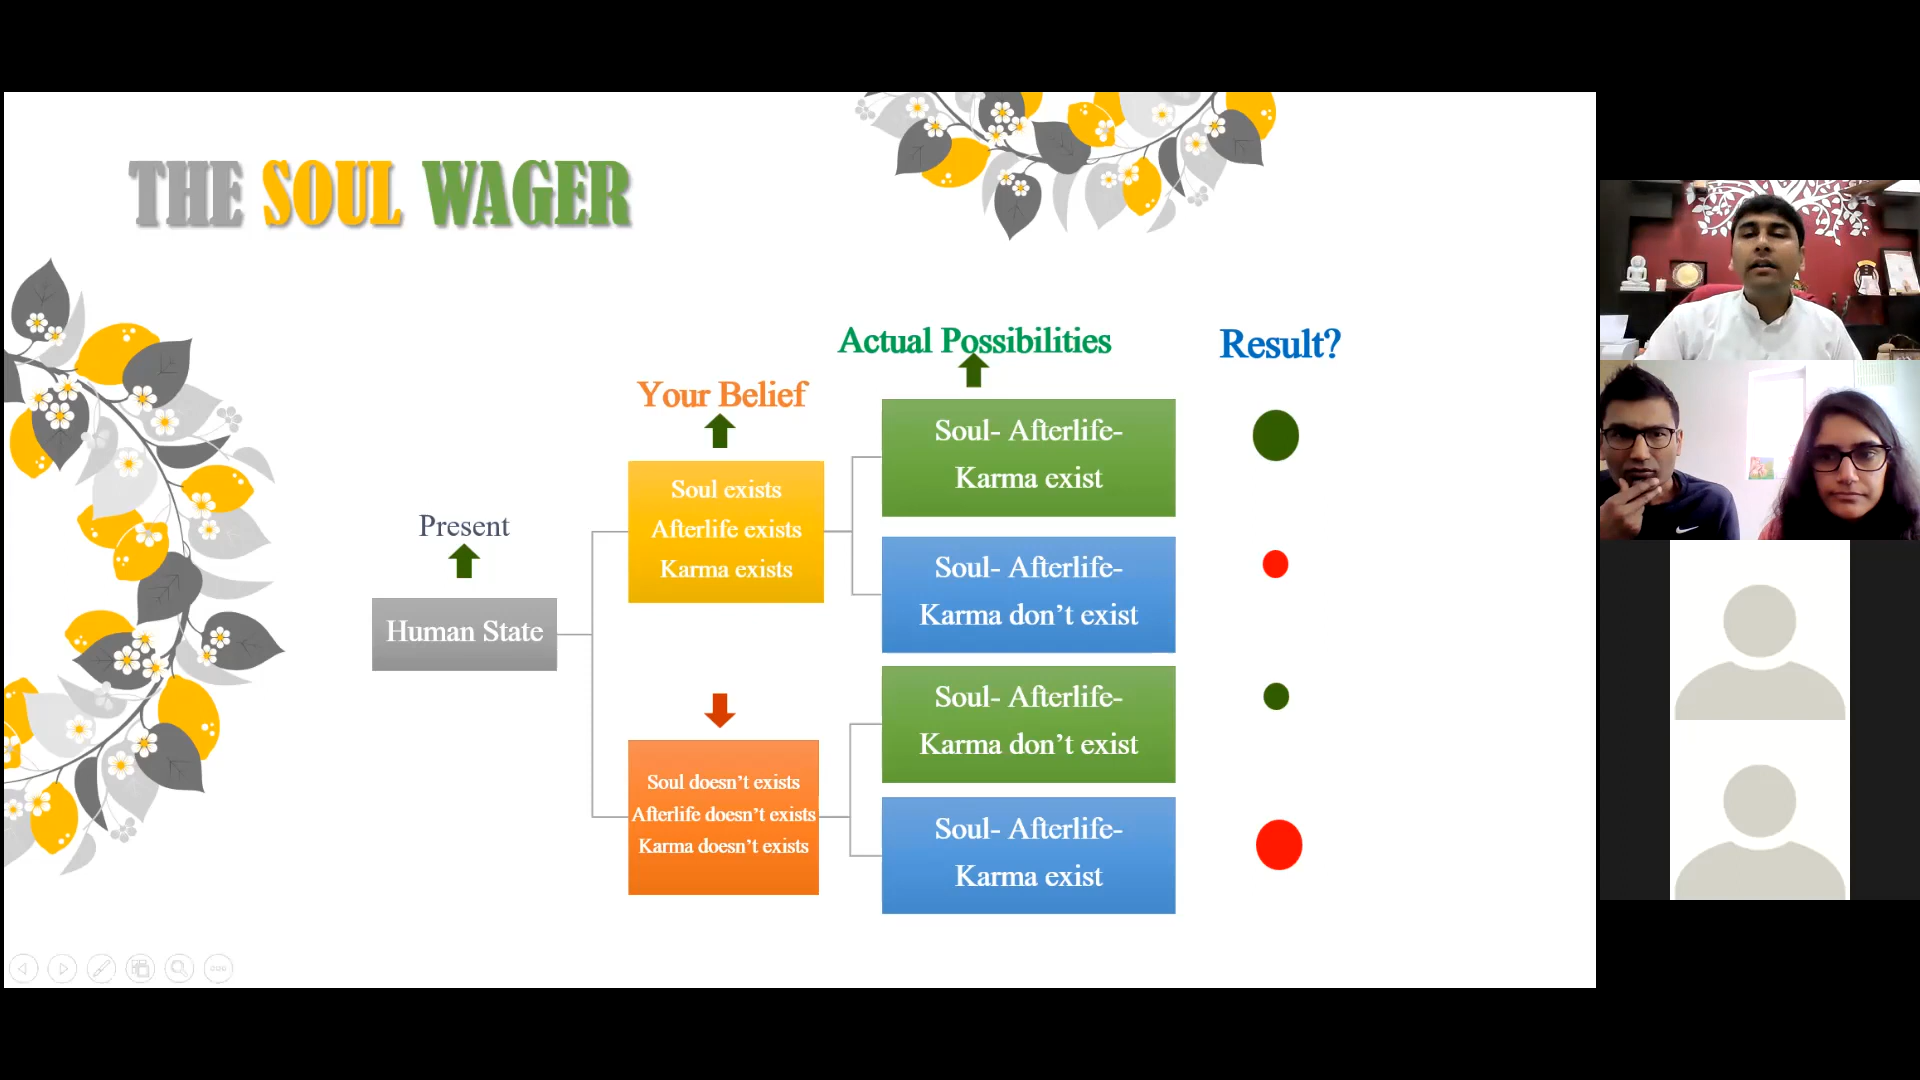 THE SOUL WAGER
Actual Possibilities
Result?
Your Belief
Soul- Afterlife-
Karma exist
Soul exists
Afterlife exists
Karma exists
Present
Soul- Afterlife-
Karma don’t exist
Human State
Soul- Afterlife-
Karma don’t exist
Soul doesn’t exists
Afterlife doesn’t exists
Karma doesn’t exists
Soul- Afterlife-
Karma exist